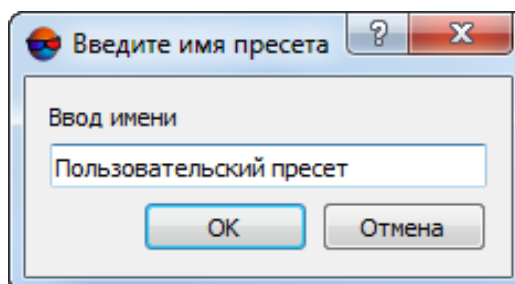 Введите имя пресета
Ввод имени
Пользовательский пресет
OK Отмена